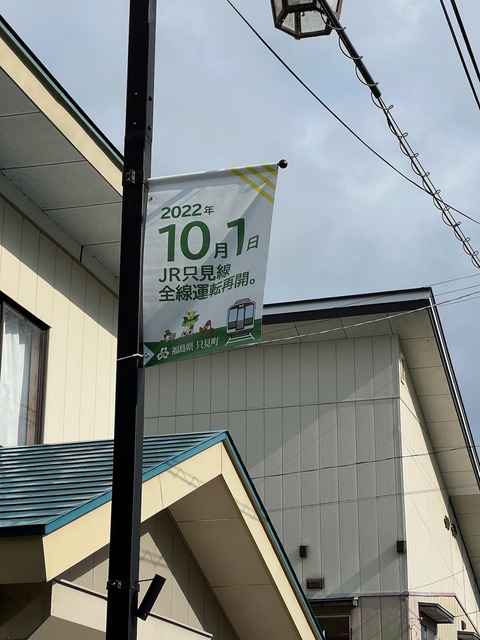 2022年
10月1日
JR只見線
全線運転再開。
福島県 只見町